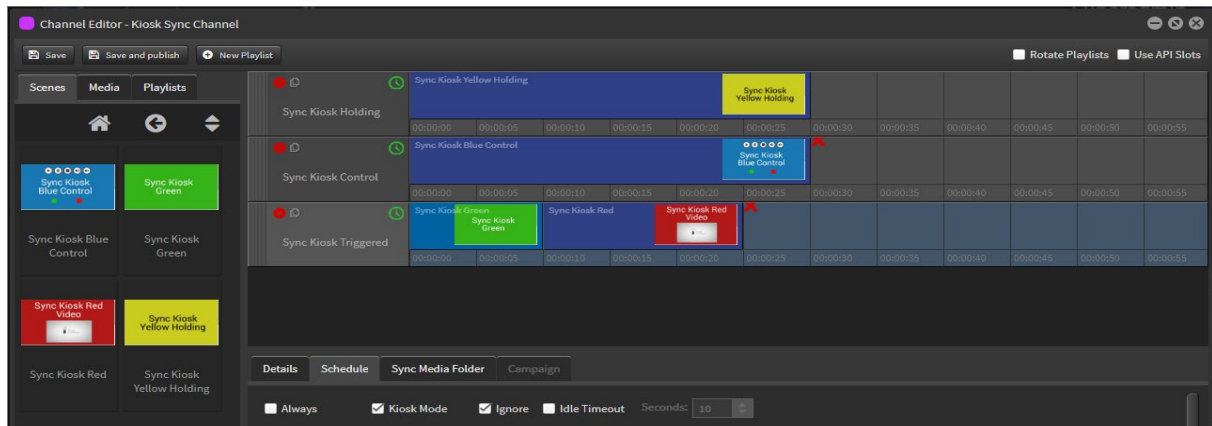 Channel Editor - Kiosk Sync Channel
Save Save and publish New Playlist Rotate Playlists Use API Slots
Scenes Media Playlists
Sync Kiosk
Blue Control
Sync Kiosk
Green
Sync Kiosk Blue
Control
Sync Kiosk
Green
Sync Kiosk Red
Video
Sync Kiosk
Yellow Holding
Sync Kiosk Red
Sync Kiosk
Yellow Holding
Sync Kiosk Holding
Sync Kiosk Yellow Holding
Sync Kiosk
Yellow Holding
00:00:00 00:00:05 00:00:10 00:00:15 00:00:20 00:00:25 00:00:30 00:00:35 00:00:40 00:00:45 00:00:50 00:00:55
Sync Kiosk Control
Sync Kiosk Blue Control
Sync Kiosk
Blue Control
00:00:00 00:00:05 00:00:10 00:00:15 00:00:20 00:00:25 00:00:30 00:00:35 00:00:40 00:00:45 00:00:50 00:00:55
Sync Kiosk Triggered
Sync Kiosk Green
Sync Kiosk
Green
Sync Kiosk Red
Sync Kiosk Red
Video
00:00:00 00:00:05 00:00:10 00:00:15 00:00:20 00:00:25 00:00:30 00:00:35 00:00:40 00:00:45 00:00:50 00:00:55
Details Schedule Sync Media Folder Campaign
Always Kiosk Mode Ignore Idle Timeout Seconds: 10